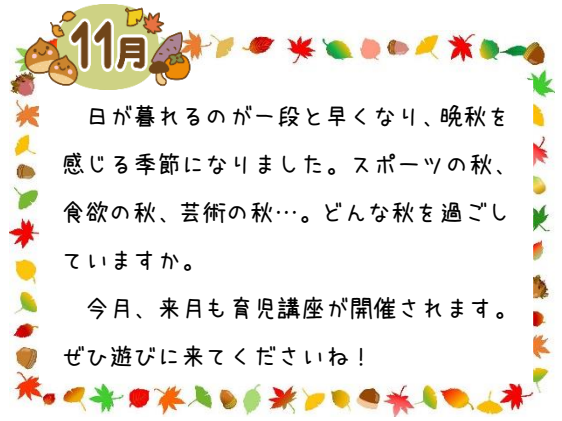 11月
日が暮れるのが一段と早くなり、晩秋を
感じる季節になりました。スポーツの秋、
食欲の秋、芸術の秋…。どんな秋を過ごし
ていますか。
今月、来月も育児講座が開催されます。
ぜひ遊びに来てくださいね！